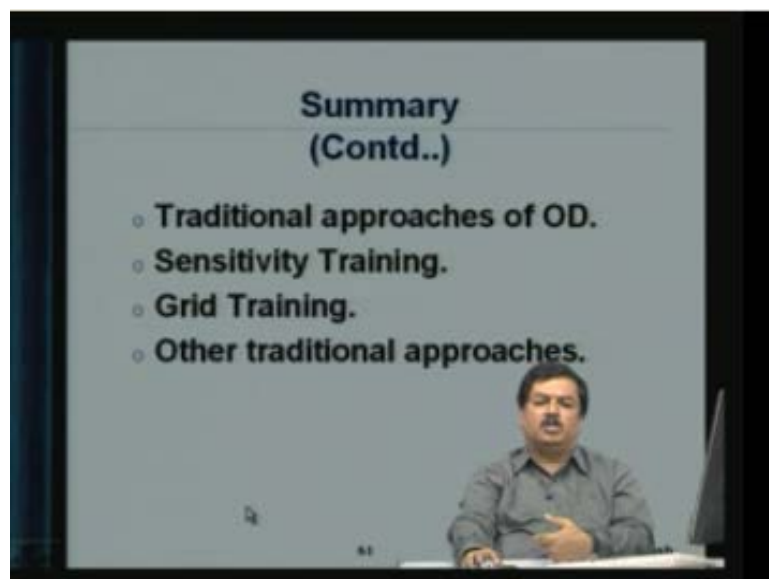 Summary
(Contd..)
Traditional approaches of OD.
Sensitivity Training.
Grid Training.
Other traditional approaches.